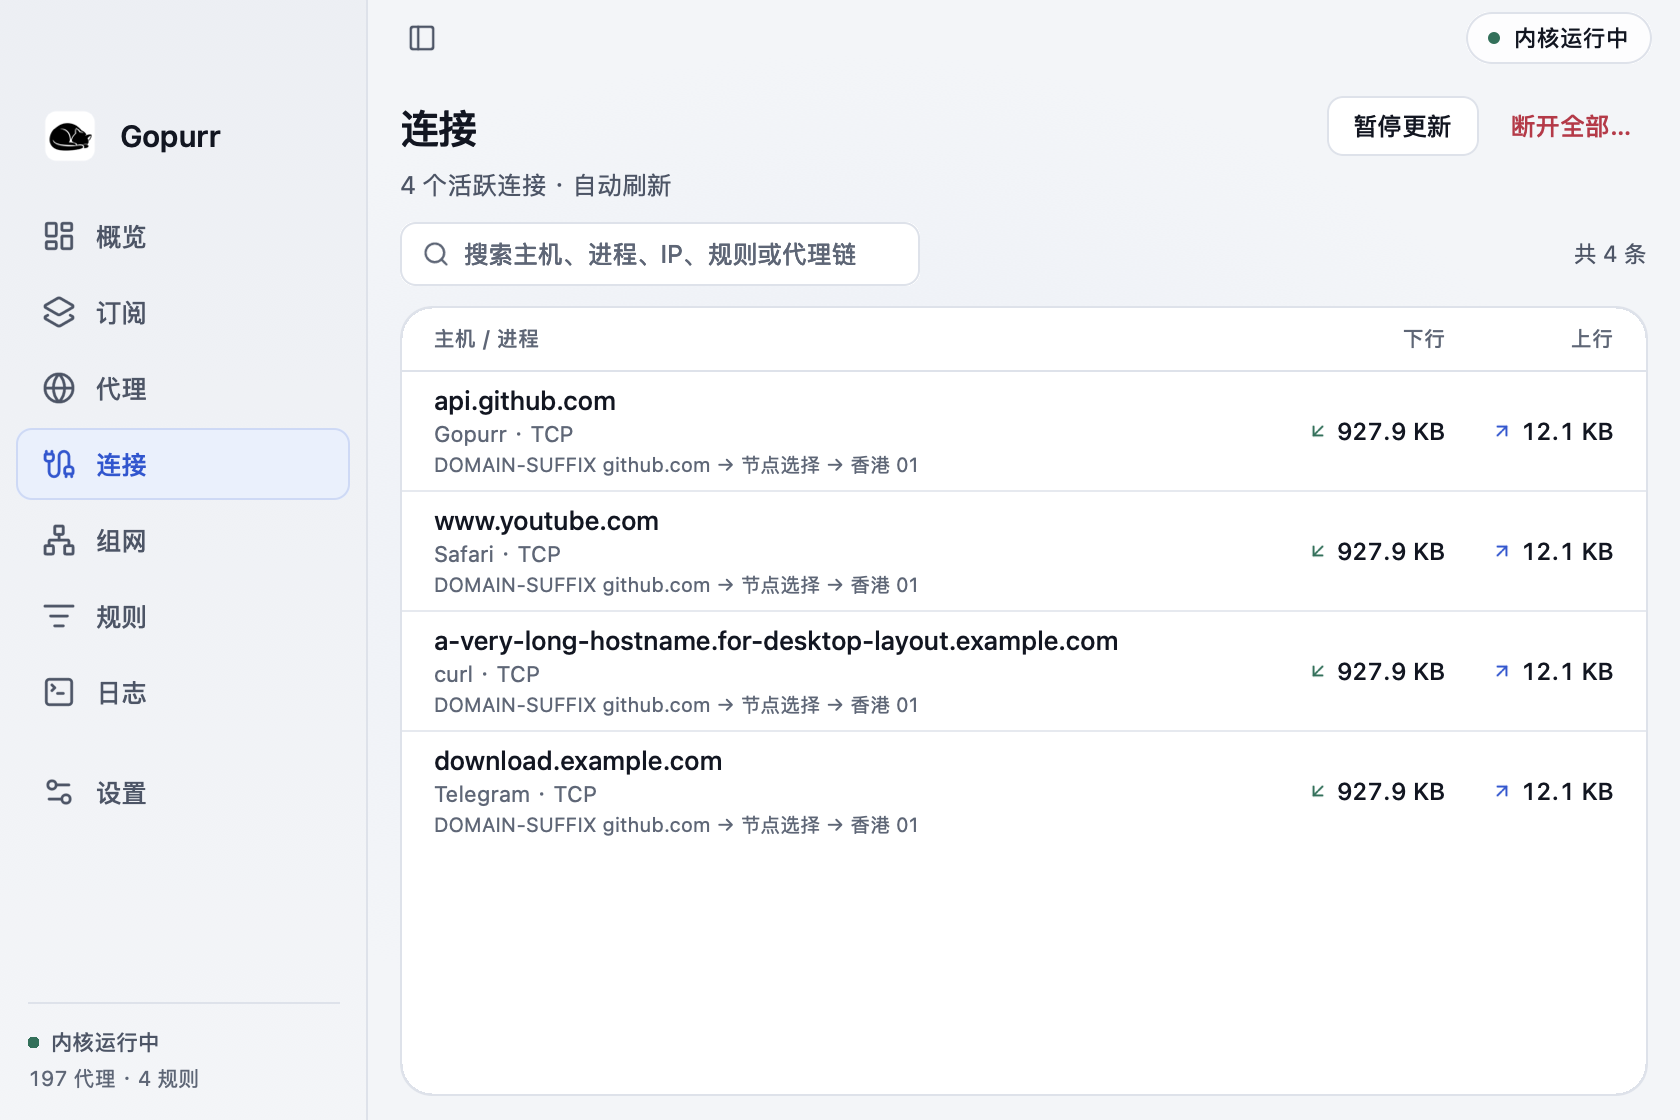 内核运行中
Gopurr
概览
订阅
代理
连接
组网
规则
日志
设置
内核运行中
197 代理 · 4 规则
连接
暂停更新
断开全部...
4 个活跃连接 · 自动刷新
搜索主机、进程、IP、规则或代理链
共 4 条
主机 / 进程 下行 上行
api.github.com
Gopurr · TCP
DOMAIN-SUFFIX github.com → 节点选择 → 香港 01
↙ 927.9 KB ↗ 12.1 KB
www.youtube.com
Safari · TCP
DOMAIN-SUFFIX github.com → 节点选择 → 香港 01
↙ 927.9 KB ↗ 12.1 KB
a-very-long-hostname.for-desktop-layout.example.com
curl · TCP
DOMAIN-SUFFIX github.com → 节点选择 → 香港 01
↙ 927.9 KB ↗ 12.1 KB
download.example.com
Telegram · TCP
DOMAIN-SUFFIX github.com → 节点选择 → 香港 01
↙ 927.9 KB ↗ 12.1 KB